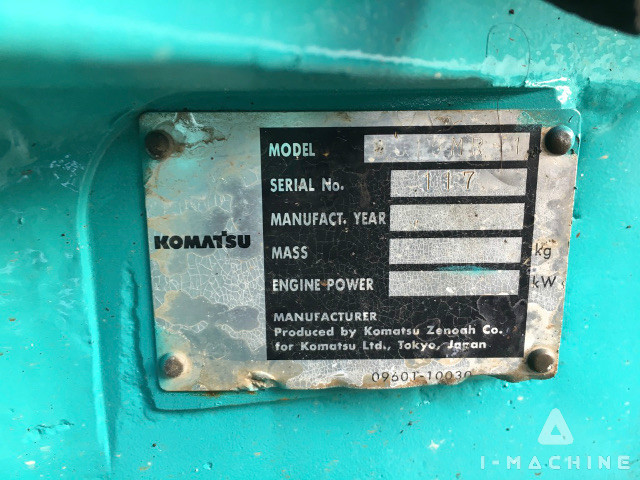 KOMATSU
MODEL
SERIAL No. 117
MANUFACT. YEAR
MASS kg
ENGINE POWER kW
MANUFACTURER
Produced by Komatsu Zenoah Co.
for Komatsu Ltd., Tokyo, Japan
0960T-10030
I-MACHINE